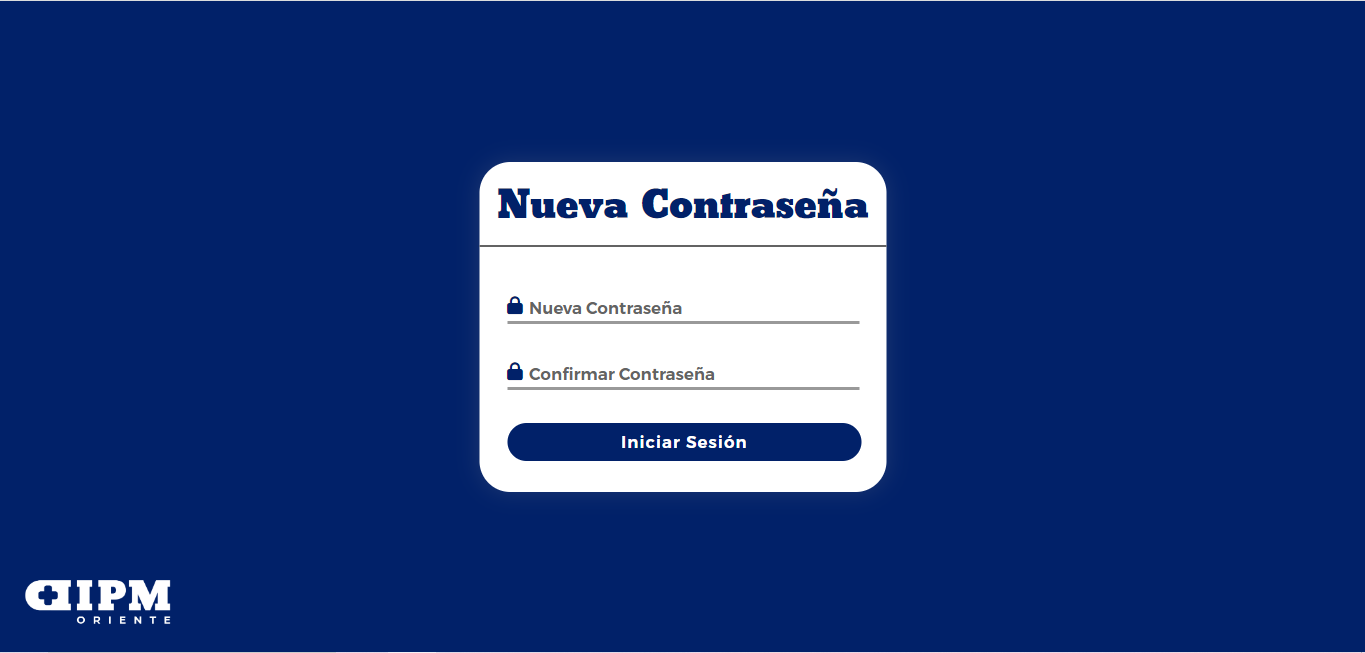 Nueva Contraseña
Nueva Contraseña
Confirmar Contraseña
Iniciar Sesión
IPM
ORIENTE